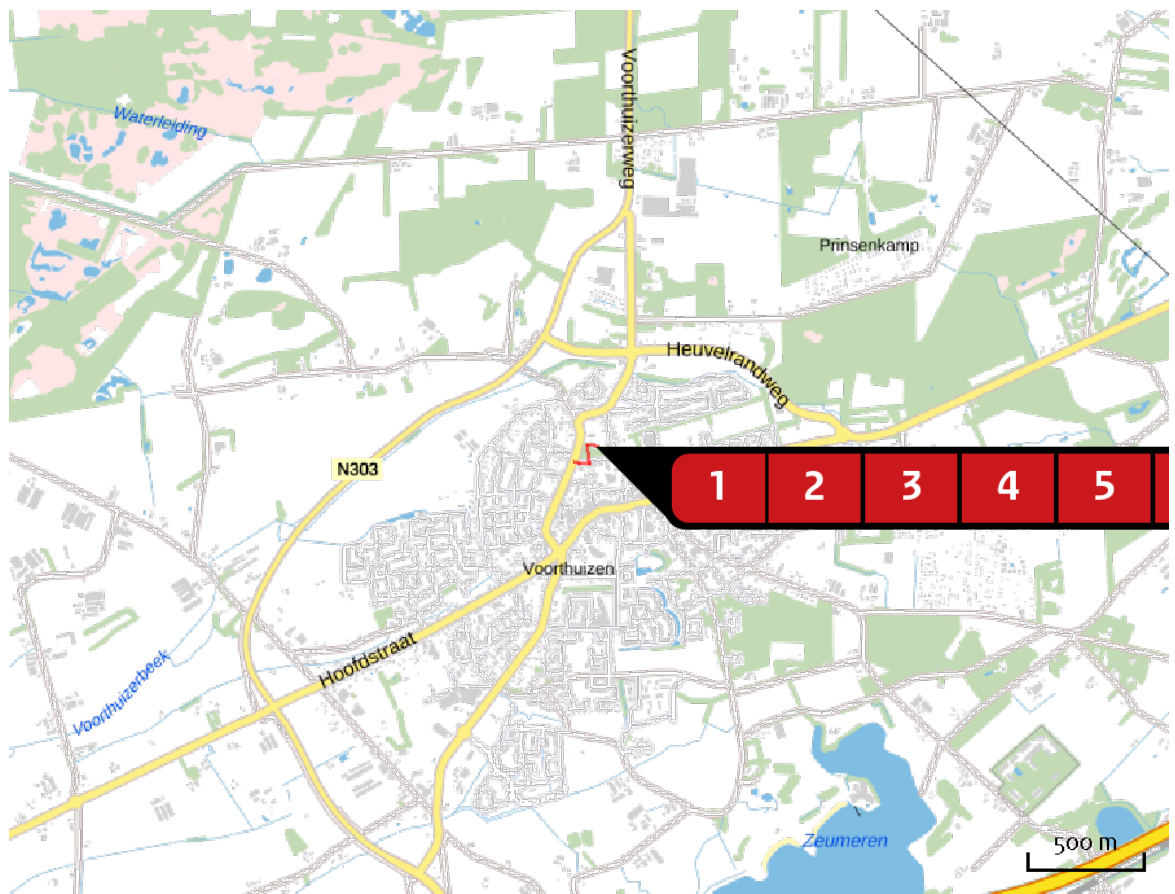 Voorthuizerweg
Waterleiding
Prinsenkamp
Heuvelrandweg
N303
1 2 3 4 5
Voorthuizen
Hoofdstraat
Voorthuizerbeek
Zeumeren
500 m